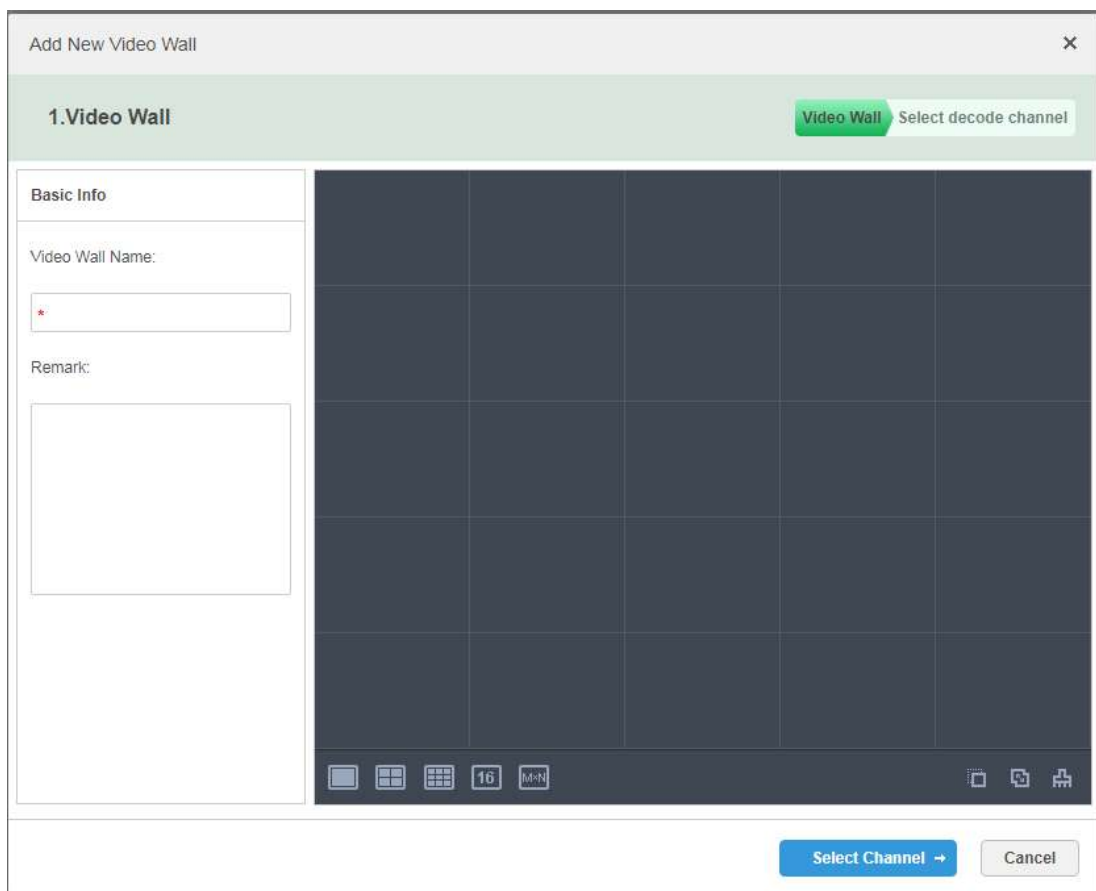 Add New Video Wall ×
1.Video Wall
Video Wall Select decode channel
Basic Info
Video Wall Name:
*
Remark:
16 M×N
Select Channel →
Cancel